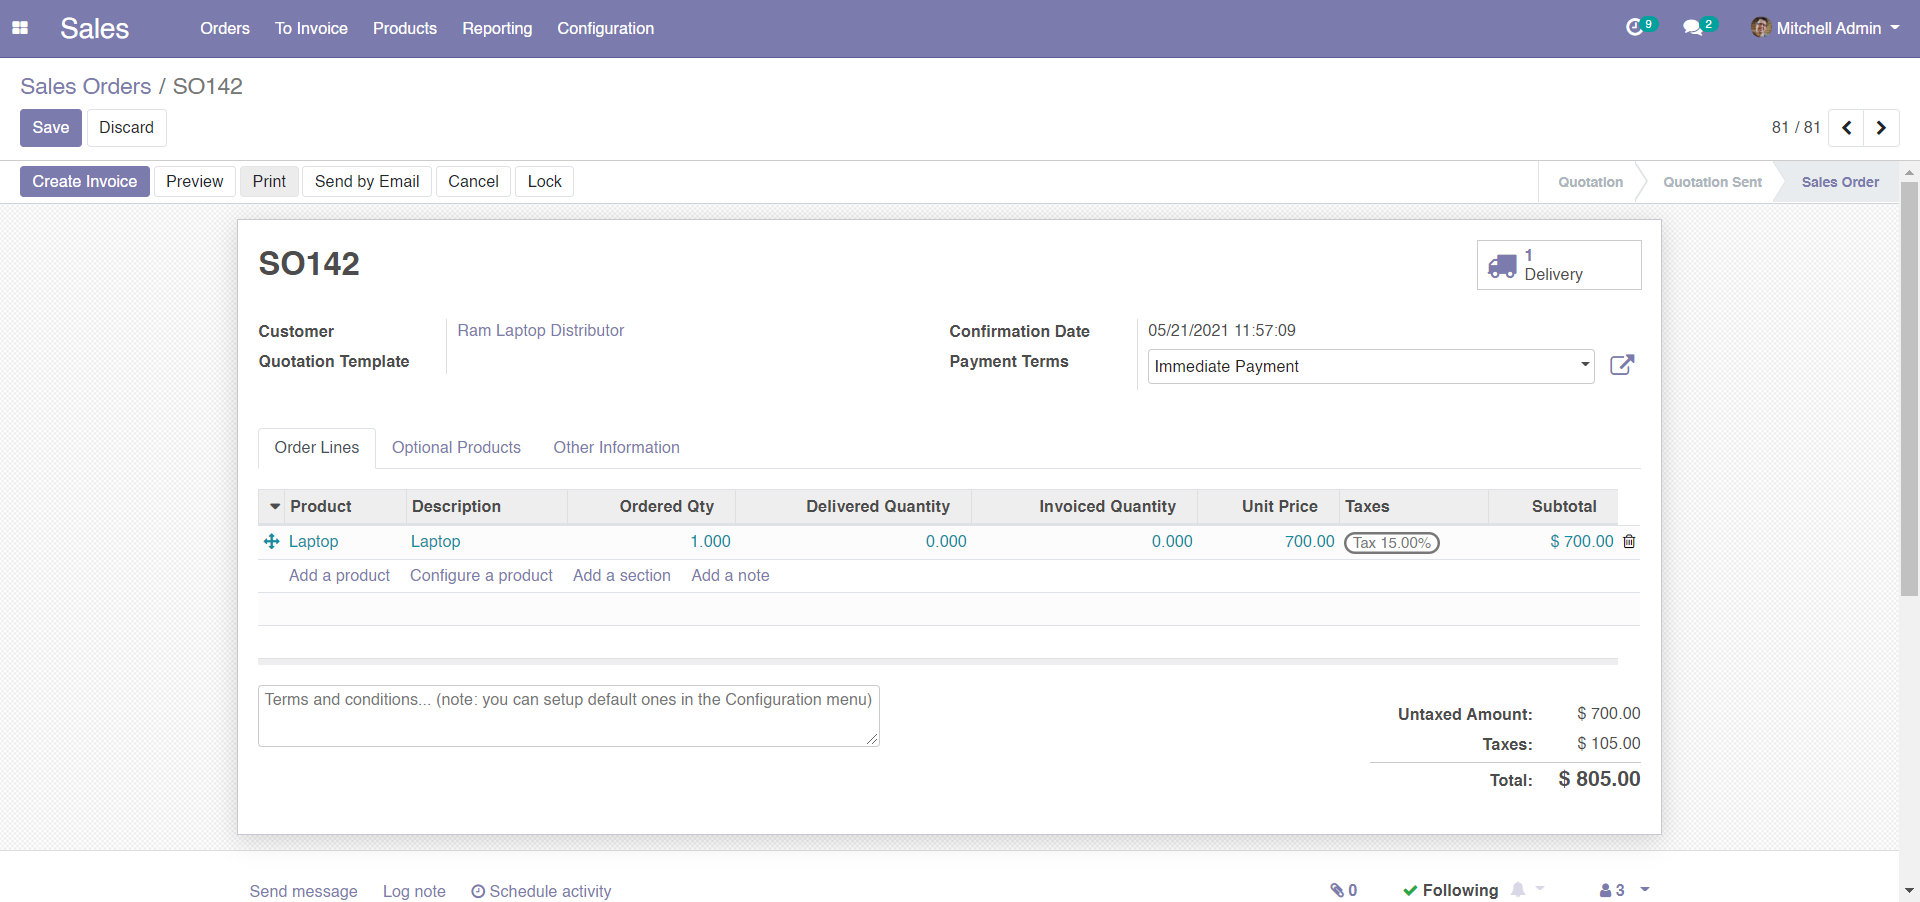 Sales Orders To Invoice Products Reporting Configuration 9 2 Mitchell Admin
Sales Orders / SO142
Save Discard 81 / 81
Create Invoice Preview Print Send by Email Cancel Lock Quotation Quotation Sent Sales Order
SO142
1
Delivery
Customer Ram Laptop Distributor Confirmation Date 05/21/2021 11:57:09
Quotation Template Payment Terms Immediate Payment
Order Lines Optional Products Other Information
Product Description Ordered Qty Delivered Quantity Invoiced Quantity Unit Price Taxes Subtotal
Laptop Laptop 1.000 0.000 0.000 700.00 Tax 15.00% $ 700.00
Add a product Configure a product Add a section Add a note
Terms and conditions... (note: you can setup default ones in the Configuration menu)
Untaxed Amount: $ 700.00
Taxes: $ 105.00
Total: $ 805.00
Send message Log note Schedule activity 0 Following 3